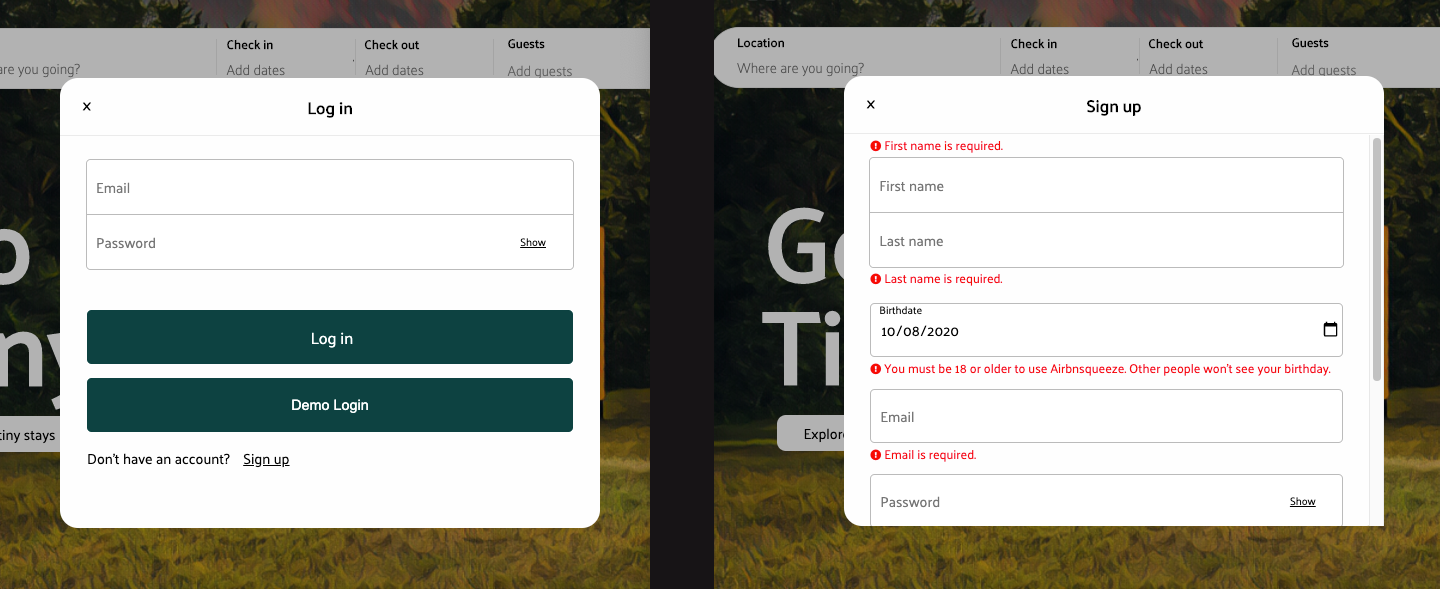 Check in
Check out
Guests
are you going?
Add dates
Add dates
Add guests
×
Log in
Email
Password
Show
Log in
Demo Login
Don't have an account? Sign up
tiny stays
Location
Check in
Check out
Guests
Where are you going?
Add dates
Add dates
Add guests
×
Sign up
First name is required.
First name
Last name
Last name is required.
Birthdate
10/08/2020
You must be 18 or older to use Airbnsqueeze. Other people won't see your birthday.
Email
Email is required.
Password
Show
G
Ti
Explor